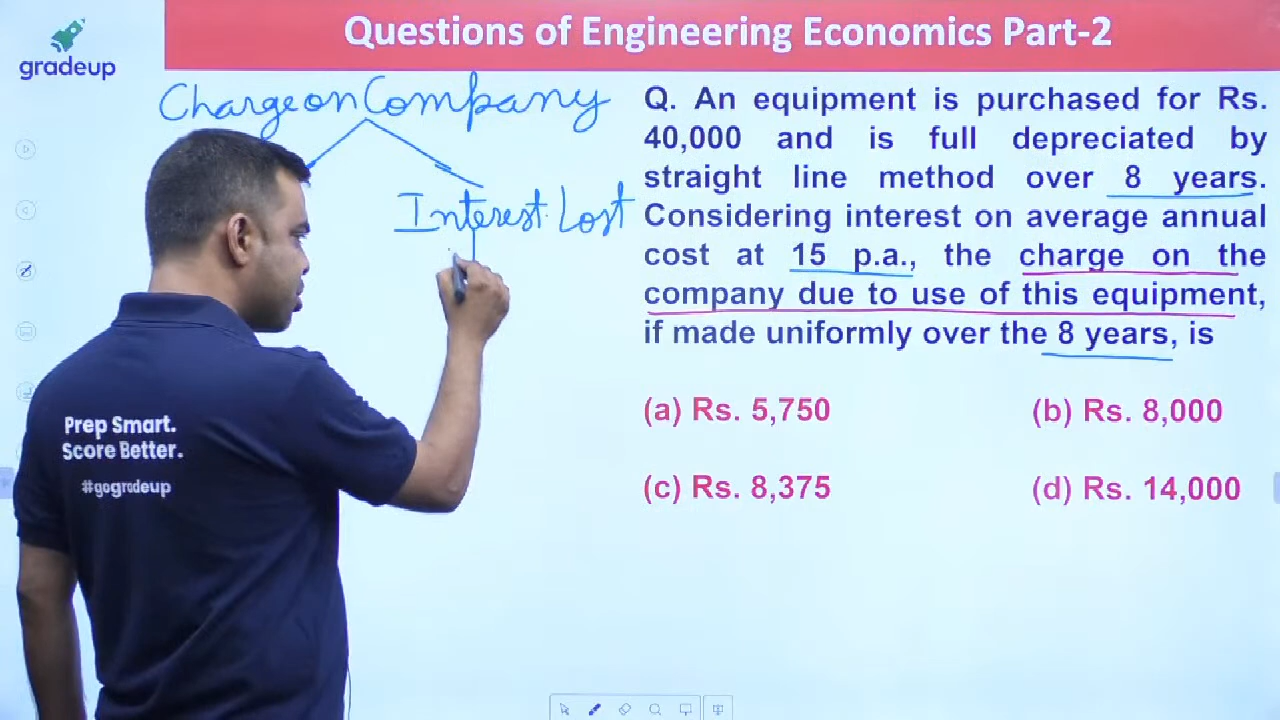 Questions of Engineering Economics Part-2
gradeup
Charge on Company
Interest Lost
Q. An equipment is purchased for Rs.
40,000 and is full depreciated by
straight line method over 8 years.
Considering interest on average annual
cost at 15 p.a., the charge on the
company due to use of this equipment,
if made uniformly over the 8 years, is
(a) Rs. 5,750
(b) Rs. 8,000
(c) Rs. 8,375
(d) Rs. 14,000
Prep Smart.
Score Better.
#gogradeup